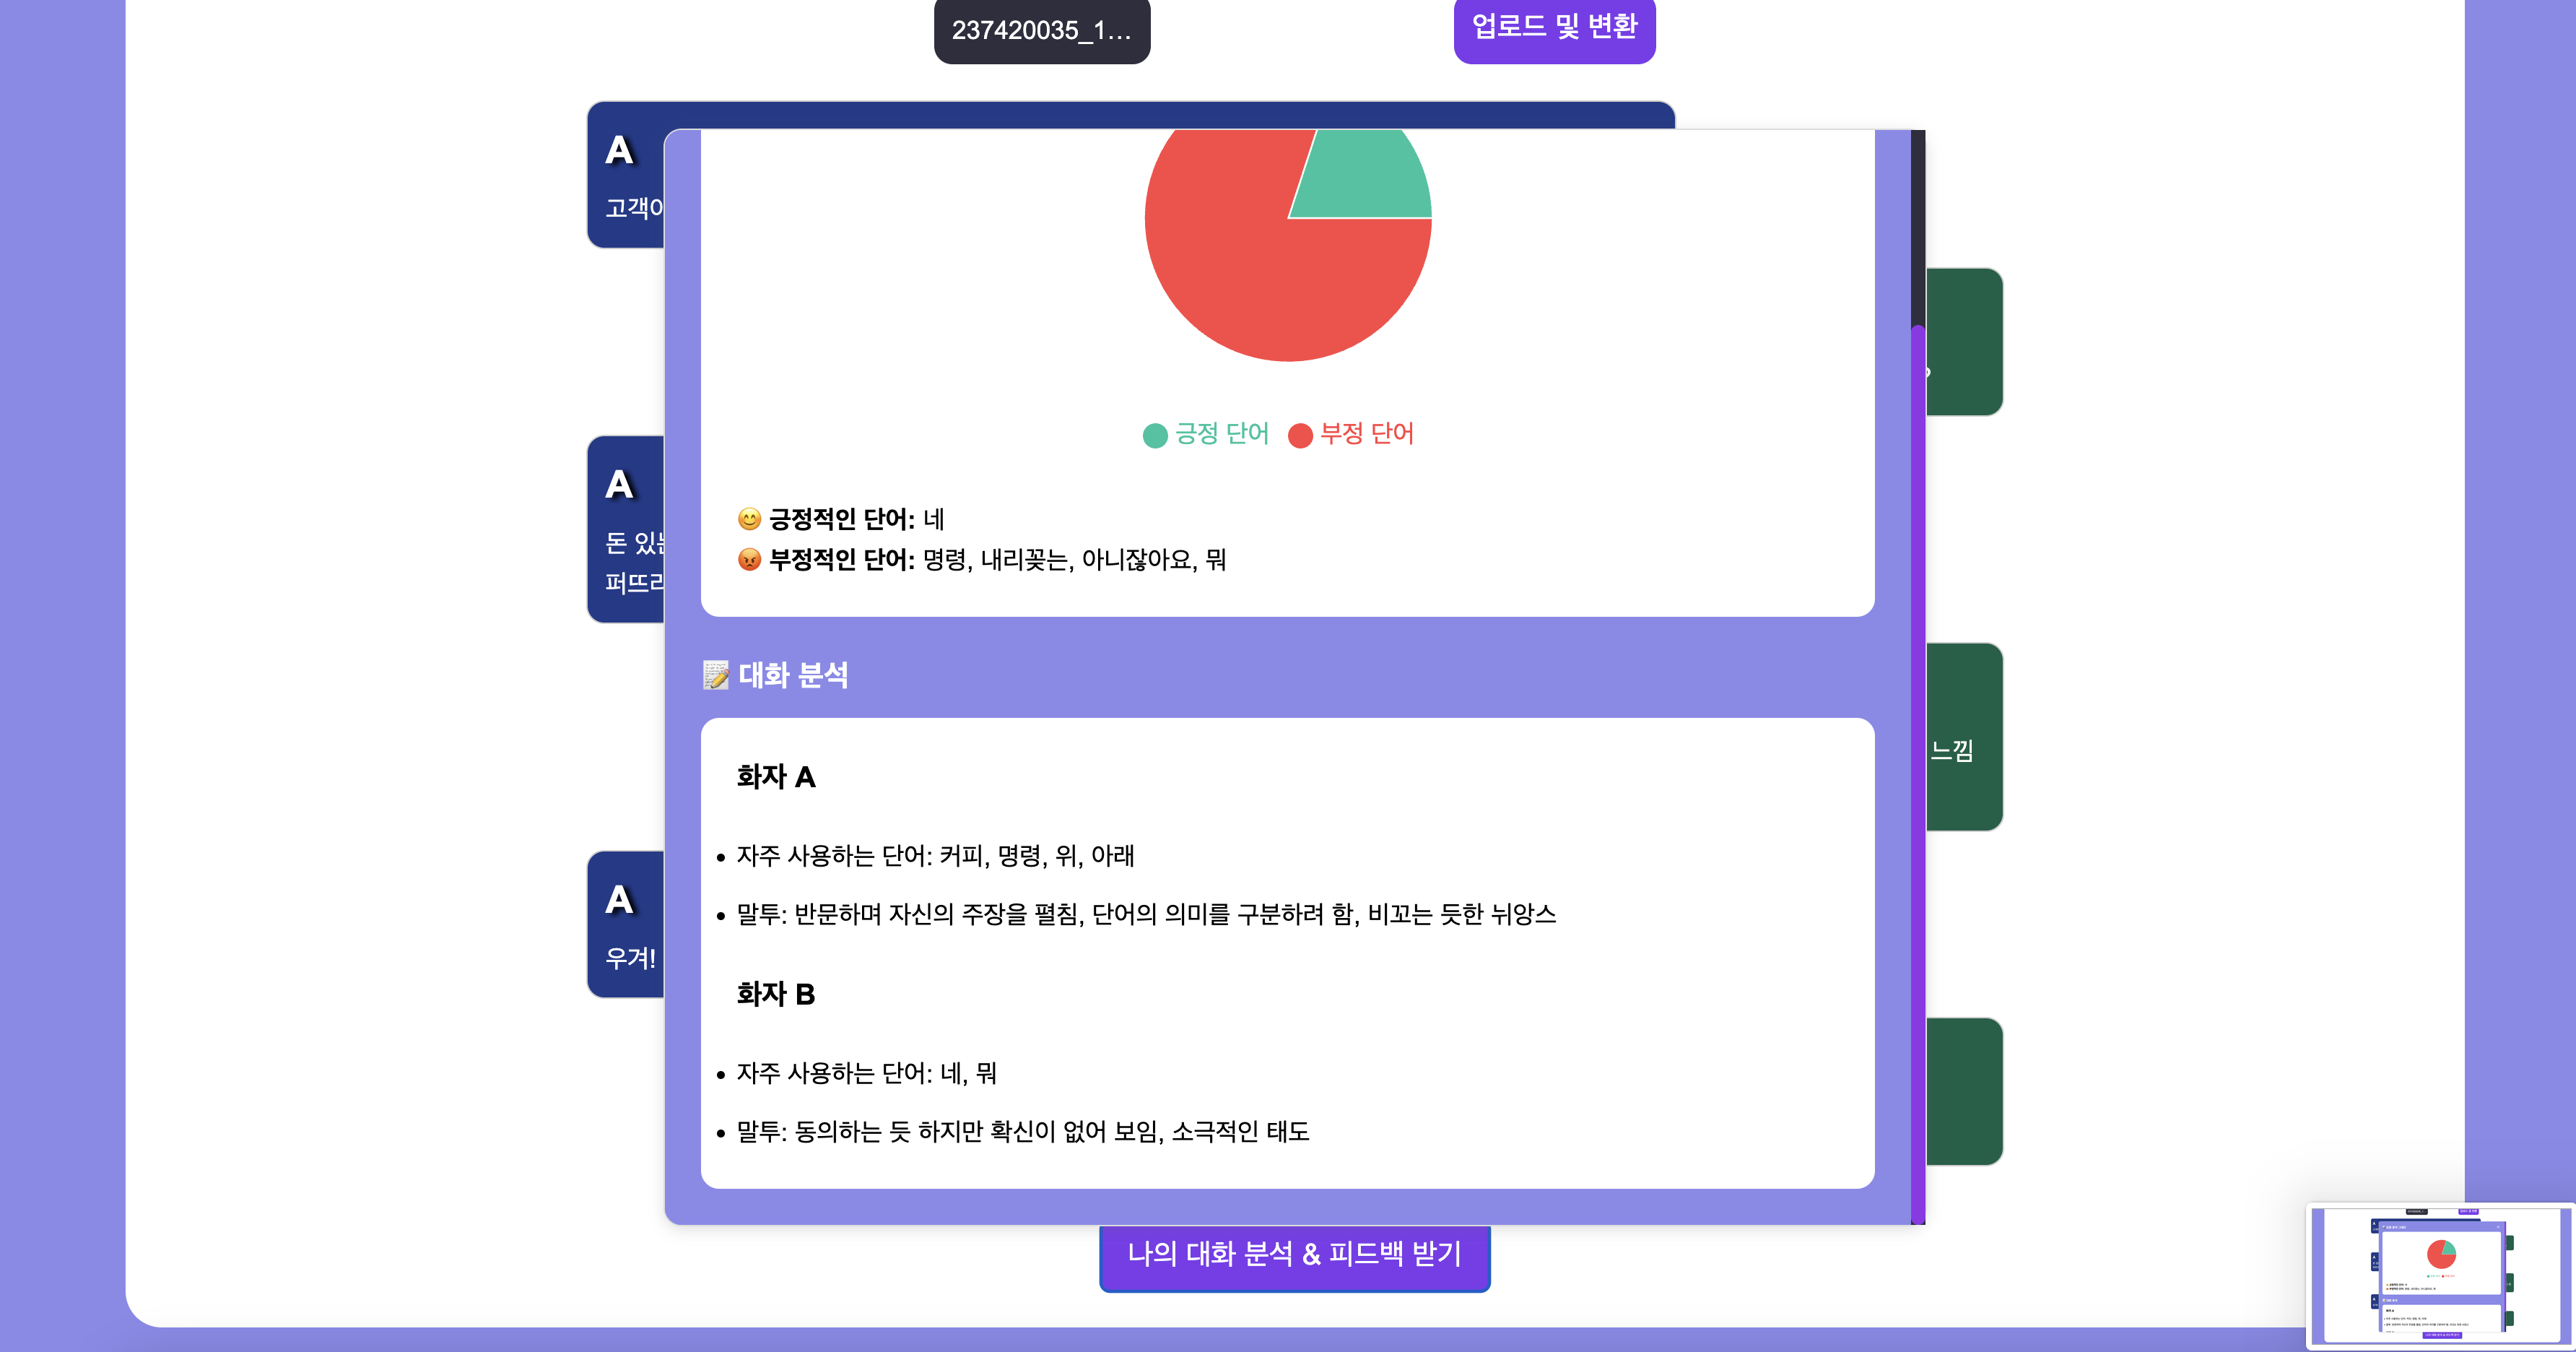 237420035_1...
업로드 및 변환
A
고객이
A
돈 있는
퍼뜨리
느낌
A
우겨!
긍정 단어 부정 단어
😊 긍정적인 단어: 네
😡 부정적인 단어: 명령, 내리꽂는, 아니잖아요, 뭐
📝 대화 분석
화자 A
• 자주 사용하는 단어: 커피, 명령, 위, 아래
• 말투: 반문하며 자신의 주장을 펼침, 단어의 의미를 구분하려 함, 비꼬는 듯한 뉘앙스
화자 B
• 자주 사용하는 단어: 네, 뭐
• 말투: 동의하는 듯 하지만 확신이 없어 보임, 소극적인 태도
나의 대화 분석 & 피드백 받기